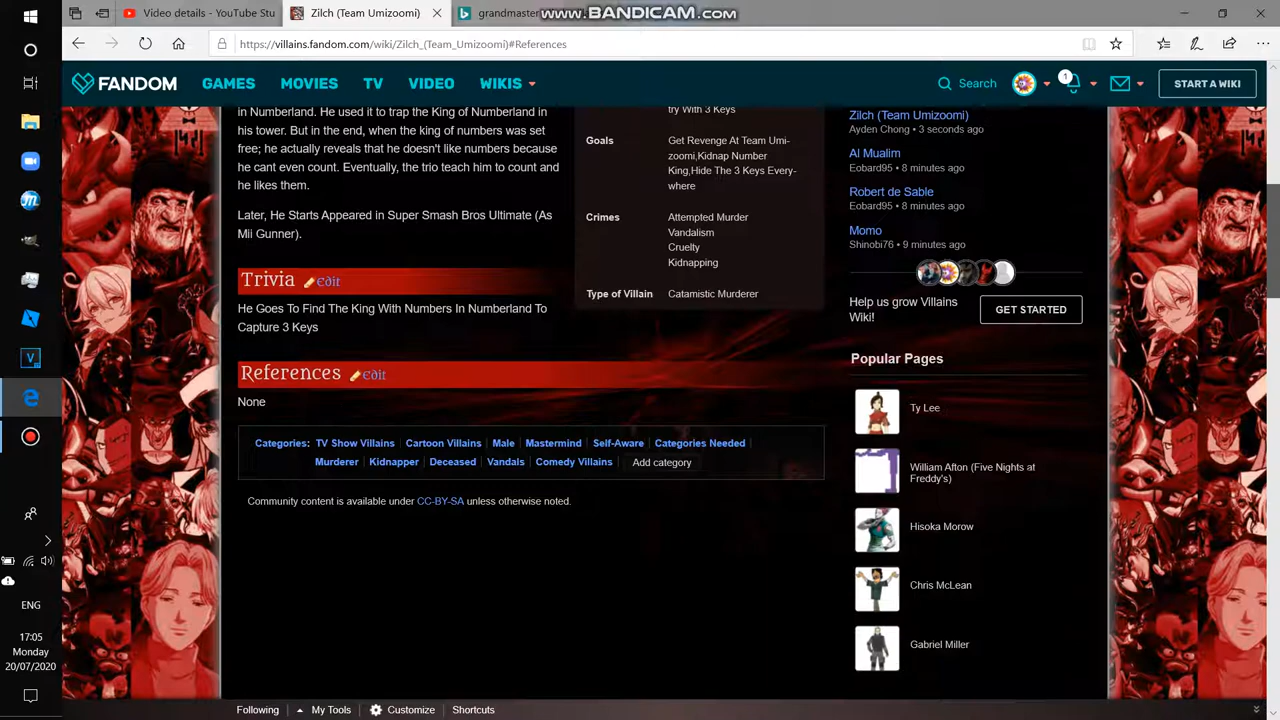 Video details - YouTube Stu
Zilch (Team Umizoomi)
grandmaster
www.BANDICAM.com
https://villains.fandom.com/wiki/Zilch_(Team_Umizoomi)#References
FANDOM
GAMES
MOVIES
TV
VIDEO
WIKIS
Search
1
START A WIKI
in Numberland. He used it to trap the King of Numberland in
his tower. But in the end, when the king of numbers was set
free; he actually reveals that he doesn't like numbers because
he cant even count. Eventually, the trio teach him to count and
he likes them.
Later, He Starts Appeared in Super Smash Bros Ultimate (As
Mii Gunner).
Trivia Edit
He Goes To Find The King With Numbers In Numberland To
Capture 3 Keys
References Edit
None
Categories: TV Show Villains Cartoon Villains Male Mastermind Self-Aware Categories Needed
Murderer Kidnapper Deceased Vandals Comedy Villains Add category
Community content is available under CC-BY-SA unless otherwise noted.
try With 3 Keys
Goals
Get Revenge At Team Umi-
zoomi,Kidnap Number
King,Hide The 3 Keys Every-
where
Crimes
Attempted Murder
Vandalism
Cruelty
Kidnapping
Type of Villain
Catamistic Murderer
Zilch (Team Umizoomi)
Ayden Chong • 3 seconds ago
Al Mualim
Eobard95 • 8 minutes ago
Robert de Sable
Eobard95 • 8 minutes ago
Momo
Shinobi76 • 9 minutes ago
Help us grow Villains
Wiki!
GET STARTED
Popular Pages
Ty Lee
William Afton (Five Nights at
Freddy's)
Hisoka Morow
Chris McLean
Gabriel Miller
Following
My Tools
Customize
Shortcuts
ENG
17:05
Monday
20/07/2020